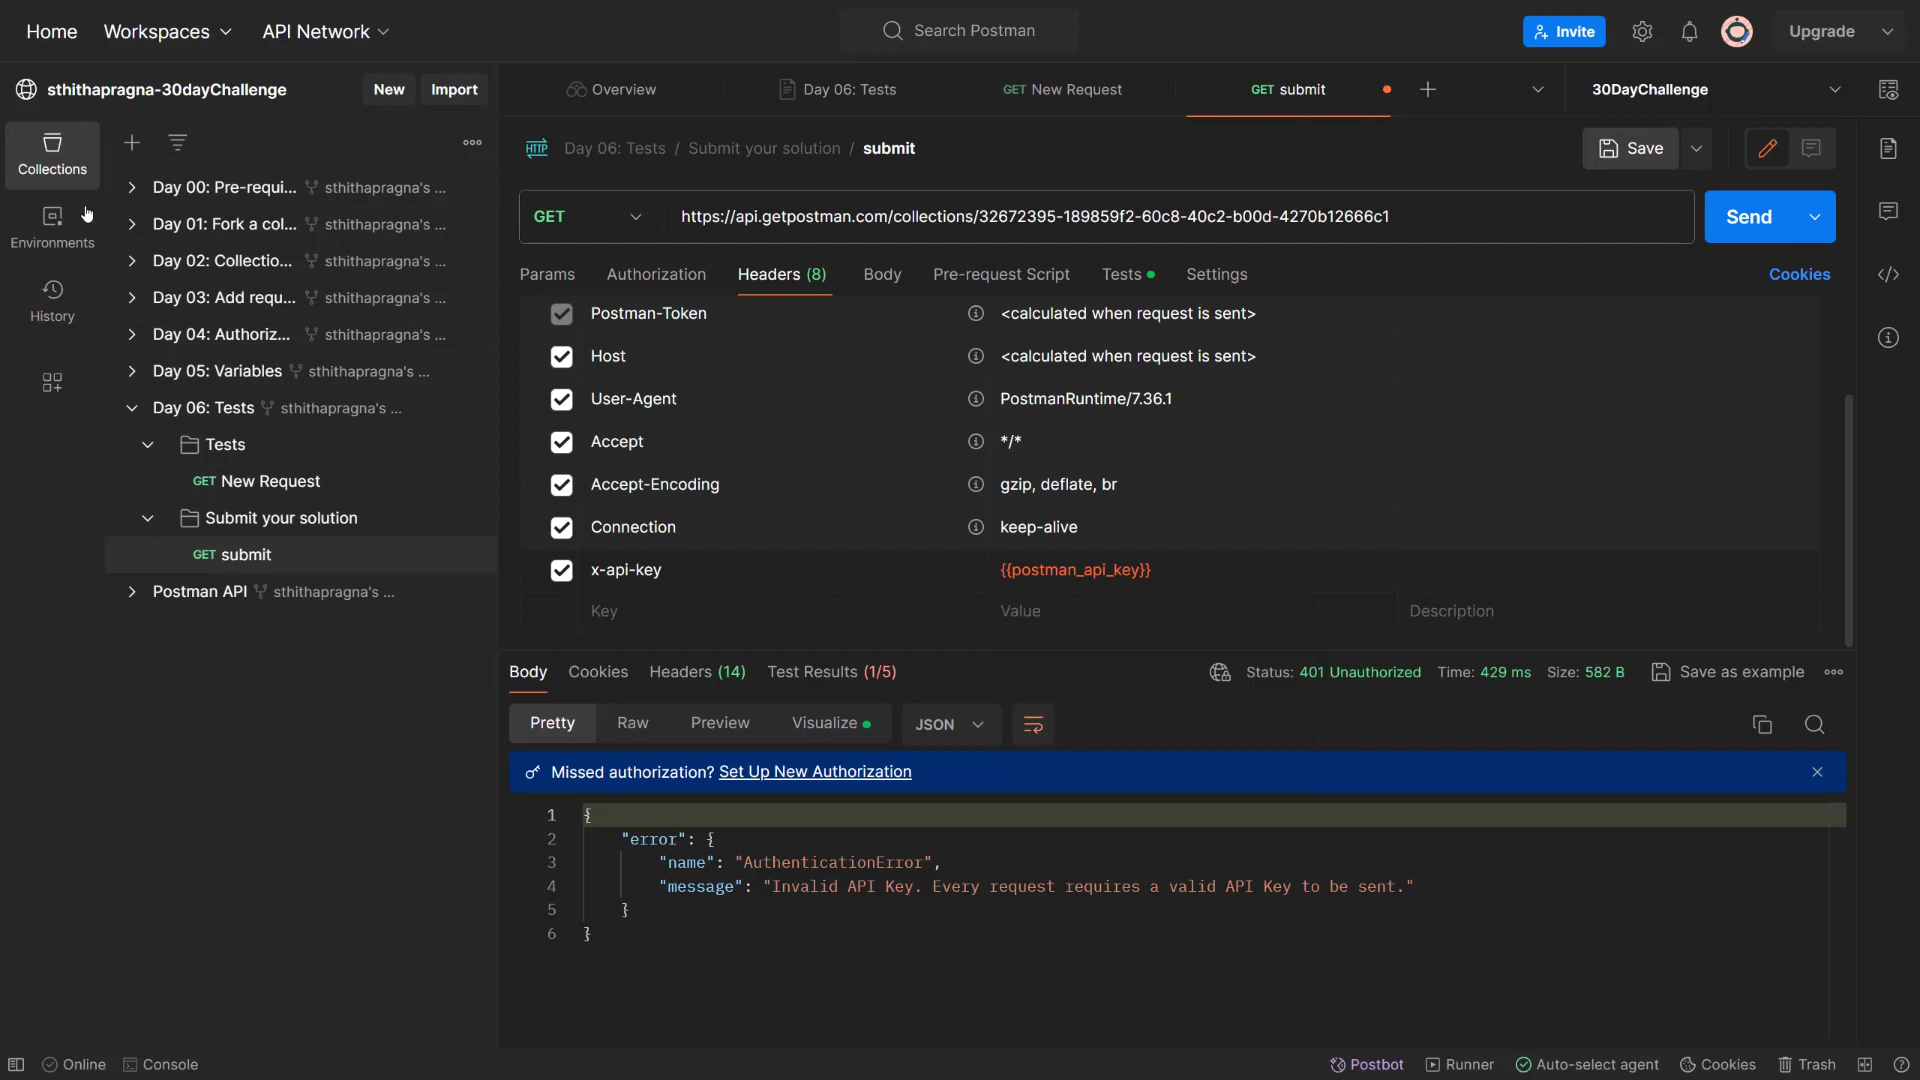 Home Workspaces API Network Search Postman Invite Upgrade
sthithapragna-30dayChallenge New Import Overview Day 06: Tests GET New Request GET submit 30DayChallenge
Collections
Environments
History
Day 00: Pre-requi... sthithapragna's ...
Day 01: Fork a col... sthithapragna's ...
Day 02: Collectio... sthithapragna's ...
Day 03: Add requ... sthithapragna's ...
Day 04: Authoriz... sthithapragna's ...
Day 05: Variables sthithapragna's ...
Day 06: Tests sthithapragna's ...
Tests
GET New Request
Submit your solution
GET submit
Postman API sthithapragna's ...
HTTP Day 06: Tests / Submit your solution / submit Save
GET https://api.getpostman.com/collections/32672395-189859f2-60c8-40c2-b00d-4270b12666c1 Send
Params Authorization Headers (8) Body Pre-request Script Tests Settings Cookies
Postman-Token <calculated when request is sent>
Host <calculated when request is sent>
User-Agent PostmanRuntime/7.36.1
Accept */*
Accept-Encoding gzip, deflate, br
Connection keep-alive
x-api-key {{postman_api_key}}
Key Value Description
Body Cookies Headers (14) Test Results (1/5) Status: 401 Unauthorized Time: 429 ms Size: 582 B Save as example
Pretty Raw Preview Visualize JSON
Missed authorization? Set Up New Authorization
1 {
2 "error": {
3 "name": "AuthenticationError",
4 "message": "Invalid API Key. Every request requires a valid API Key to be sent."
5 }
6 }
Online Console Postbot Runner Auto-select agent Cookies Trash